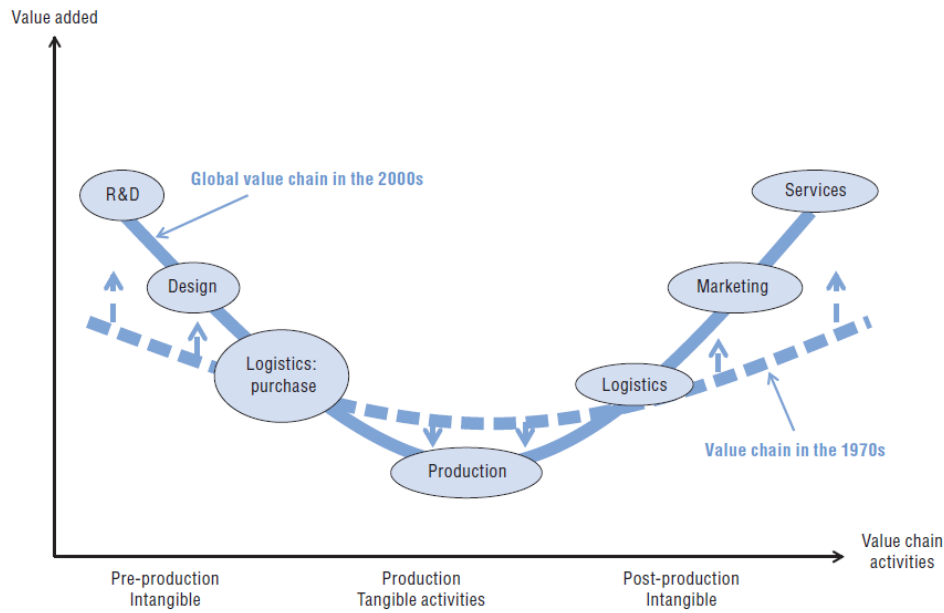 Value added
Global value chain in the 2000s
R&D
Services
Design
Marketing
Logistics:
purchase
Logistics
Value chain in the 1970s
Production
Value chain
activities
Pre-production
Intangible
Production
Tangible activities
Post-production
Intangible